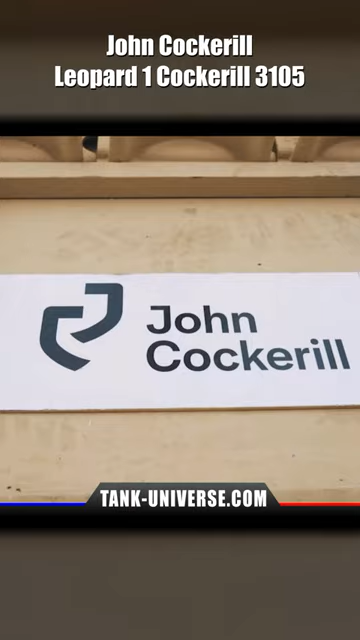 John Cockerill
Leopard 1 Cockerill 3105
John
Cockerill
TANK-UNIVERSE.COM